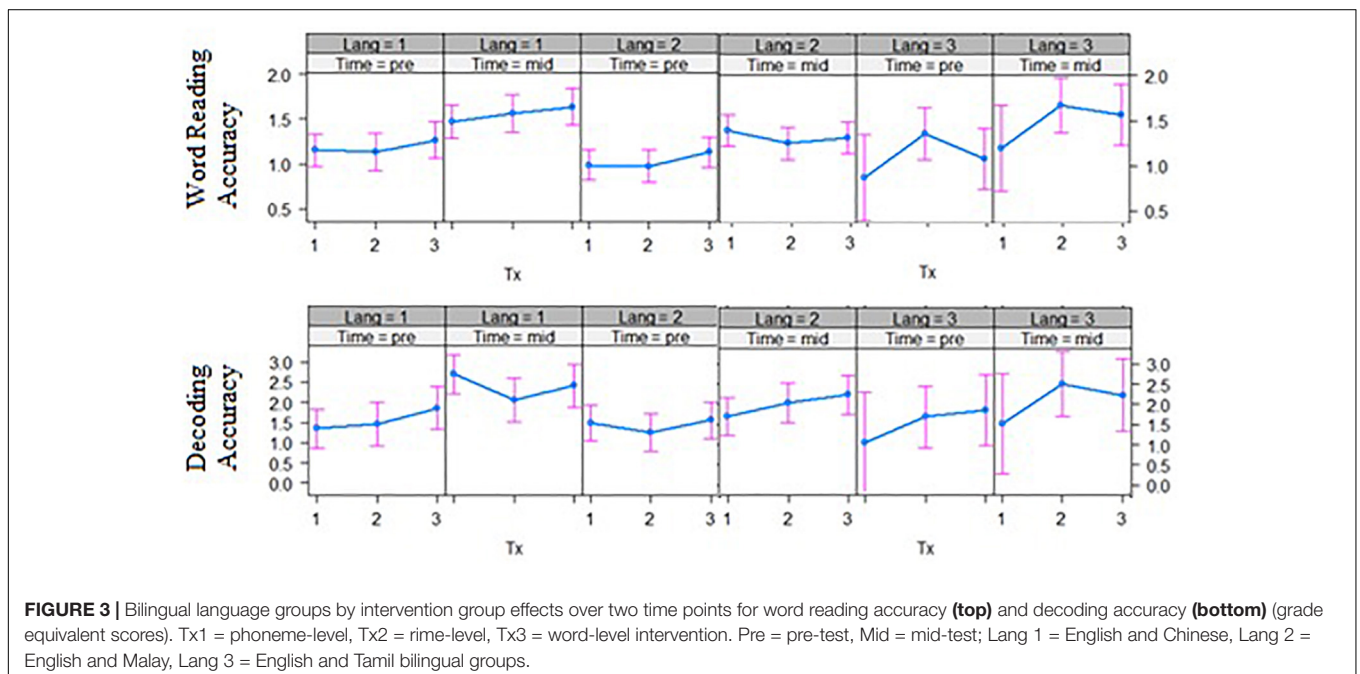 Word Reading
Accuracy
Lang = 1 Lang = 1 Lang = 2 Lang = 2 Lang = 3 Lang = 3
Time = pre Time = mid Time = pre Time = mid Time = pre Time = mid
2.0 2.0
1.5 1.5
1.0 1.0
0.5 0.5
1 2 3 1 2 3 1 2 3 1 2 3
Tx Tx
Decoding
Accuracy
Lang = 1 Lang = 1 Lang = 2 Lang = 2 Lang = 3 Lang = 3
Time = pre Time = mid Time = pre Time = mid Time = pre Time = mid
3.0 3.0
2.5 2.5
2.0 2.0
1.5 1.5
1.0 1.0
0.5 0.5
0.0 0.0
1 2 3 1 2 3 1 2 3 1 2 3
Tx Tx
FIGURE 3 | Bilingual language groups by intervention group effects over two time points for word reading accuracy (top) and decoding accuracy (bottom) (grade
equivalent scores). Tx1 = phoneme-level, Tx2 = rime-level, Tx3 = word-level intervention. Pre = pre-test, Mid = mid-test; Lang 1 = English and Chinese, Lang 2 =
English and Malay, Lang 3 = English and Tamil bilingual groups.